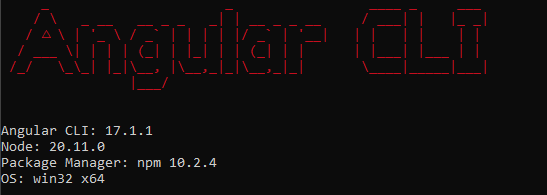 Angular CLI
Angular CLI: 17.1.1
Node: 20.11.0
Package Manager: npm 10.2.4
OS: win32 x64